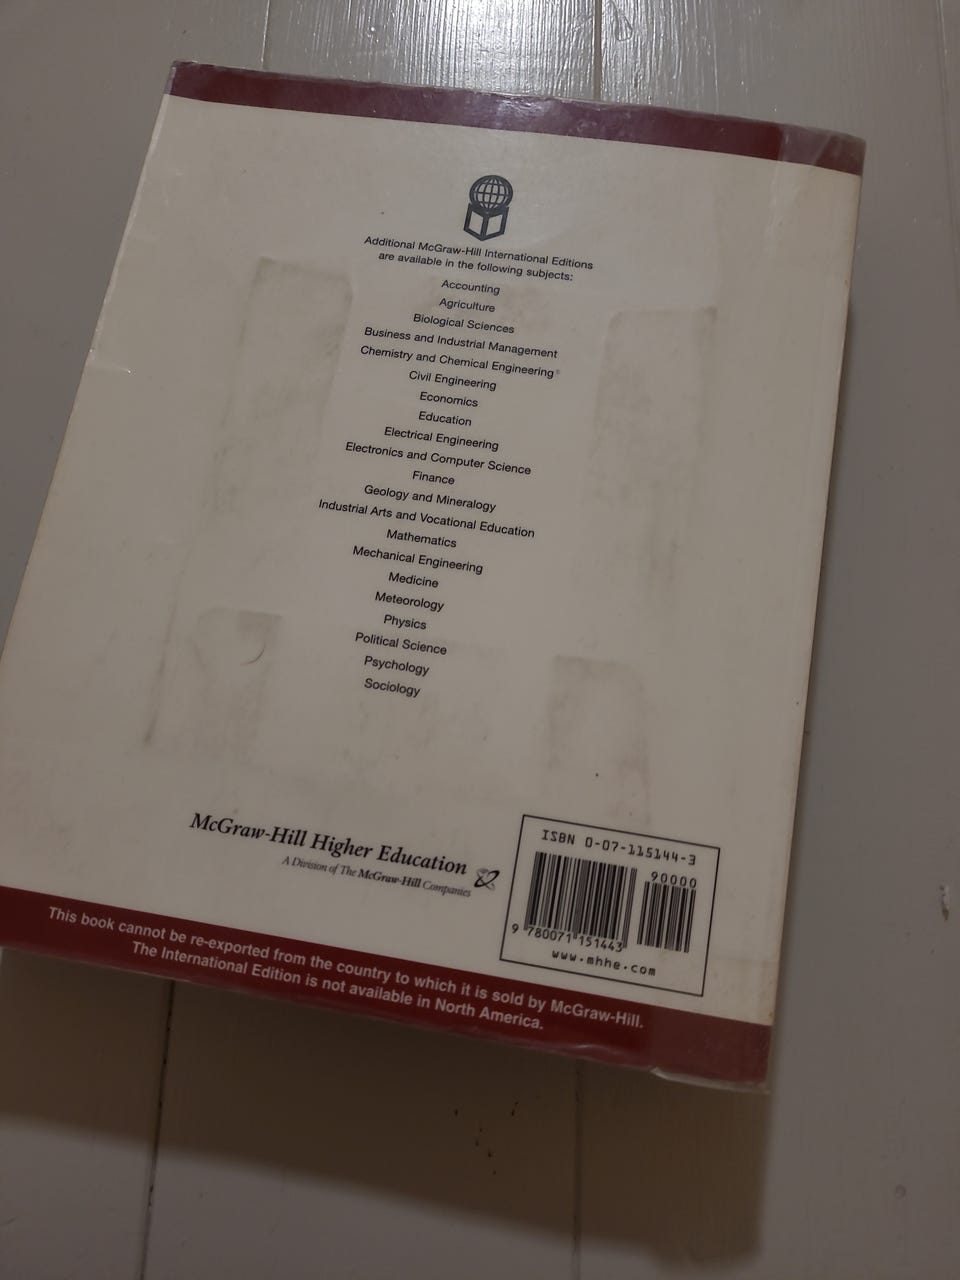 Additional McGraw-Hill International Editions
are available in the following subjects:
Accounting
Agriculture
Biological Sciences
Business and Industrial Management
Chemistry and Chemical Engineering
Civil Engineering
Economics
Education
Electrical Engineering
Electronics and Computer Science
Finance
Geology and Mineralogy
Industrial Arts and Vocational Education
Mathematics
Mechanical Engineering
Medicine
Meteorology
Physics
Political Science
Psychology
Sociology
McGraw-Hill Higher Education
A Division of The McGraw-Hill Companies
ISBN 0-07-115144-3
90000
9 780071 151443
www.mhhe.com
This book cannot be re-exported from the country to which it is sold by McGraw-Hill.
The International Edition is not available in North America.